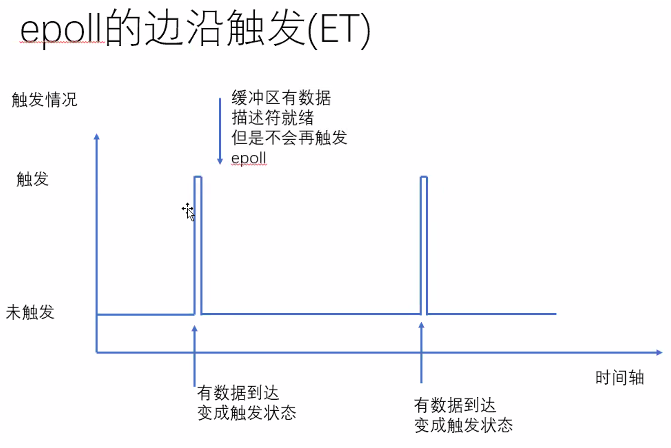 epoll的边沿触发(ET)
触发情况
缓冲区有数据
描述符就绪
但是不会再触发
epoll
触发
未触发
时间轴
有数据到达
变成触发状态
有数据到达
变成触发状态